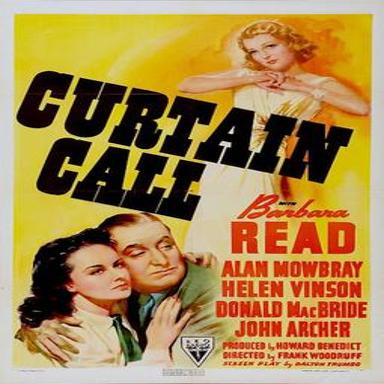 CURTAIN
CALL
WITH
Barbara
READ
ALAN MOWBRAY
HELEN VINSON
DONALD MacBRIDE
JOHN ARCHER
PRODUCED by HOWARD BENEDICT
DIRECTED by FRANK WOODRUFF
SCREEN PLAY by DALTON TRUMBO